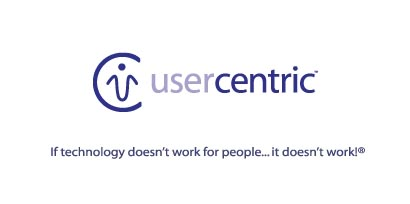 usercentric™
If technology doesn't work for people... it doesn't work!®